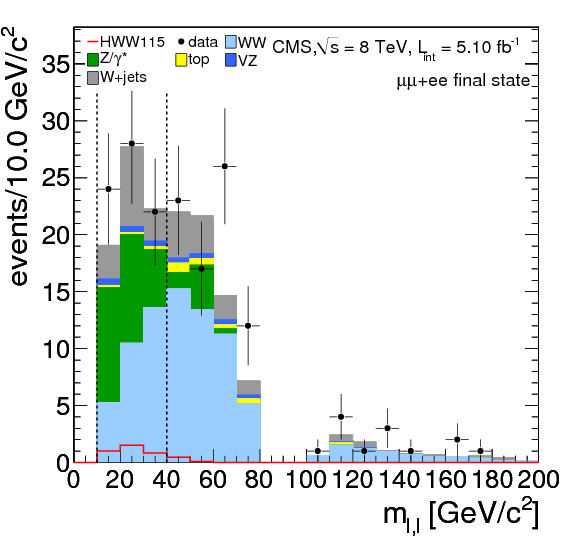 HWW115 data WW
Z/γ* top VZ
W+jets
CMS,√s = 8 TeV, L_int = 5.10 fb⁻¹
μμ+ee final state
events/10.0 GeV/c²
35
30
25
20
15
10
5
0
0 20 40 60 80 100 120 140 160 180 200
m_l,l [GeV/c²]